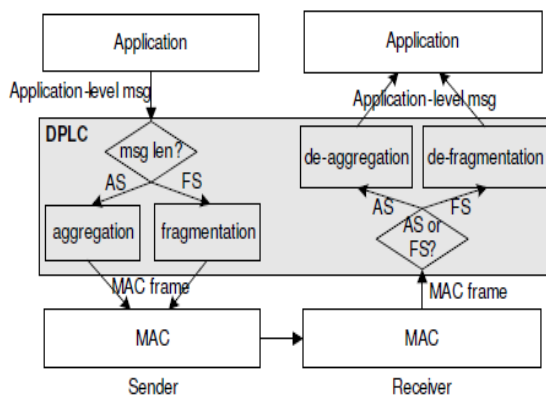 Application
Application
Application-level msg
Application-level msg
DPLC
msg len?
de-aggregation
de-fragmentation
AS
FS
AS
FS
aggregation
fragmentation
AS or
FS?
MAC frame
MAC frame
MAC
MAC
Sender
Receiver